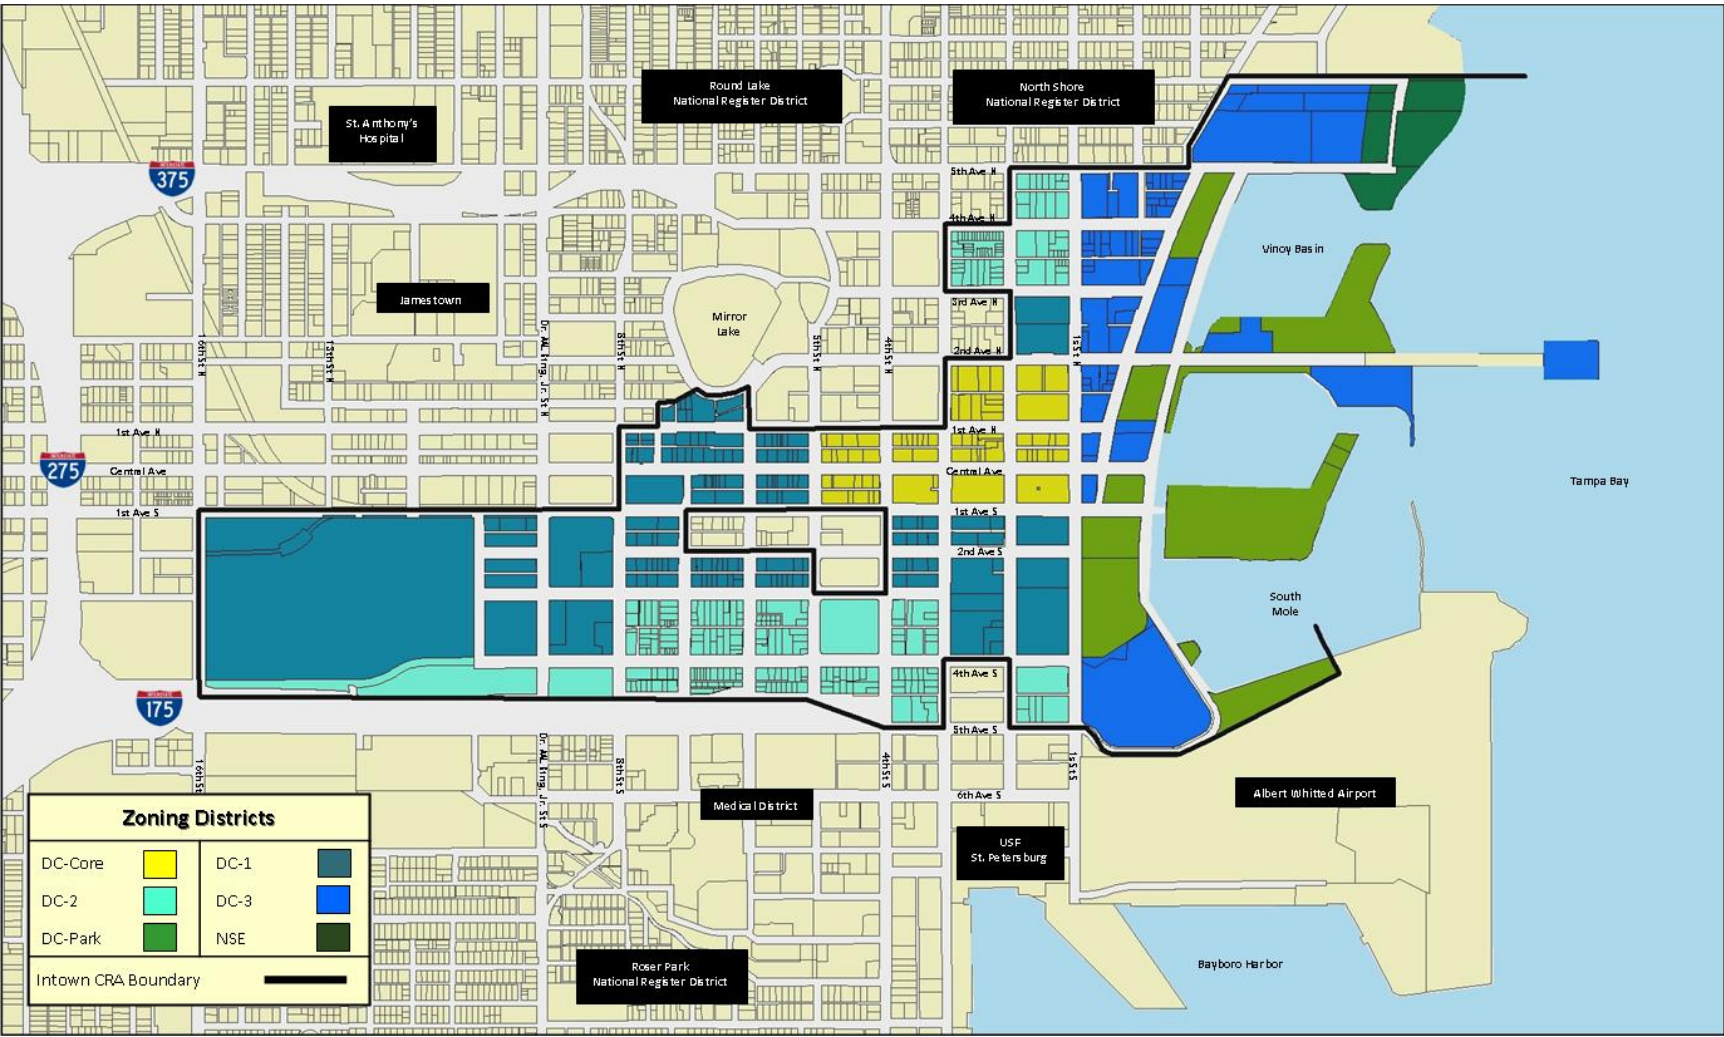 Round Lake
National Register District
North Shore
National Register District
St. Anthony's
Hospital
INTERSTATE
375
5th Ave N
4th Ave N
Vinoy Basin
Jamestown
3rd Ave N
Mirror
Lake
16th St N
13th St N
Dr. ML King, Jr. St N
8th St N
5th St N
4th St N
1st St N
2nd Ave N
1st Ave N
1st Ave N
INTERSTATE
275
Central Ave
Central Ave
Tampa Bay
1st Ave S
1st Ave S
2nd Ave S
South
Mole
4th Ave S
INTERSTATE
175
5th Ave S
16th St S
Dr. ML King, Jr. St S
8th St S
4th St S
1st St S
6th Ave S
Medical District
Albert Whitted Airport
USF
St. Petersburg
Zoning Districts
DC-Core
DC-1
DC-2
DC-3
DC-Park
NSE
Intown CRA Boundary
Roser Park
National Register District
Bayboro Harbor